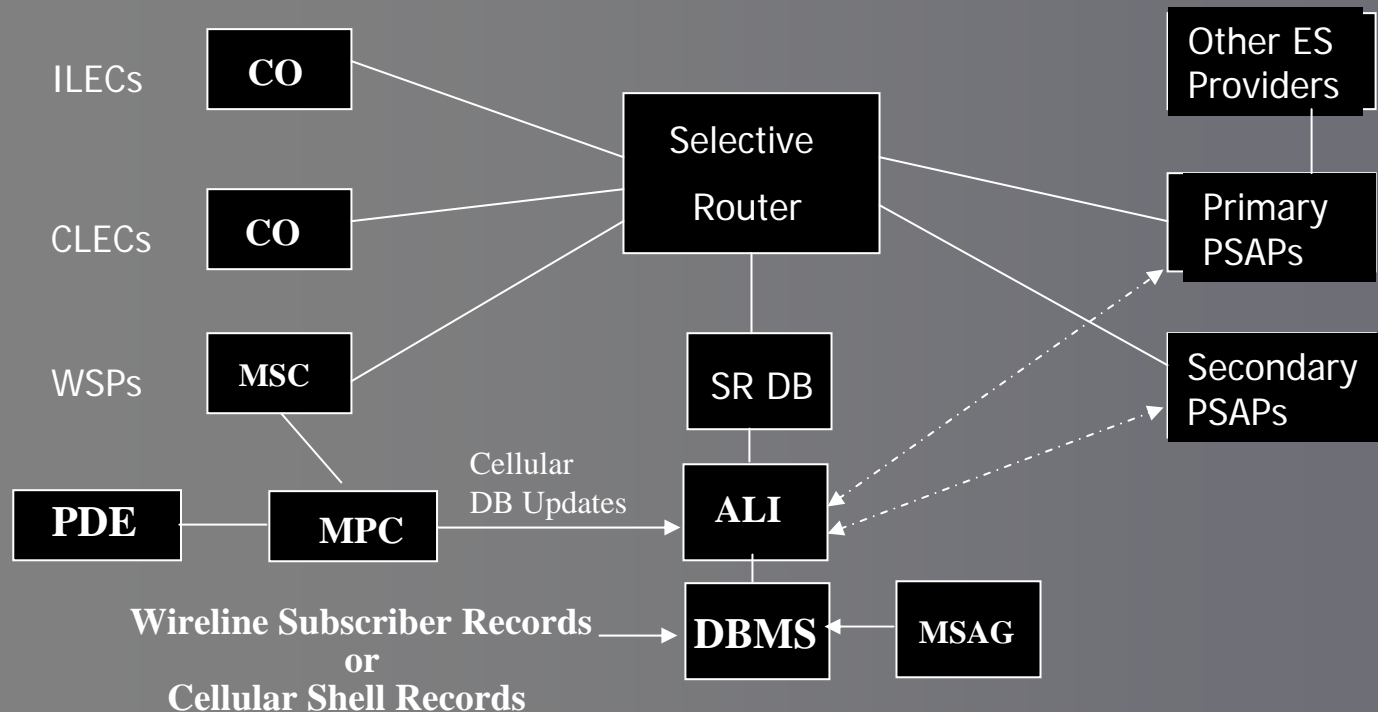 ILECs
CO
Selective
Router
Other ES
Providers
CLECs
CO
Primary
PSAPs
WSPs
MSC
SR DB
Secondary
PSAPs
PDE
MPC
Cellular
DB Updates
ALI
Wireline Subscriber Records
or
Cellular Shell Records
DBMS
MSAG